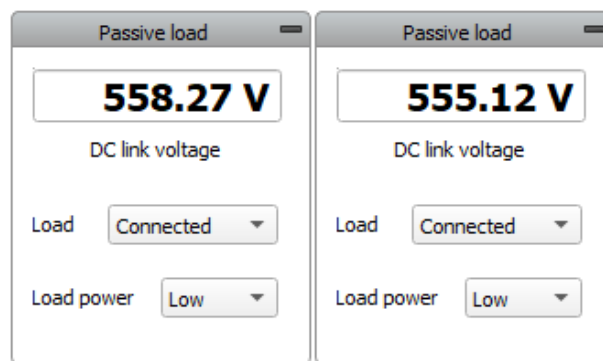 Passive load
558.27 V
DC link voltage
Load Connected
Load power Low
Passive load
555.12 V
DC link voltage
Load Connected
Load power Low